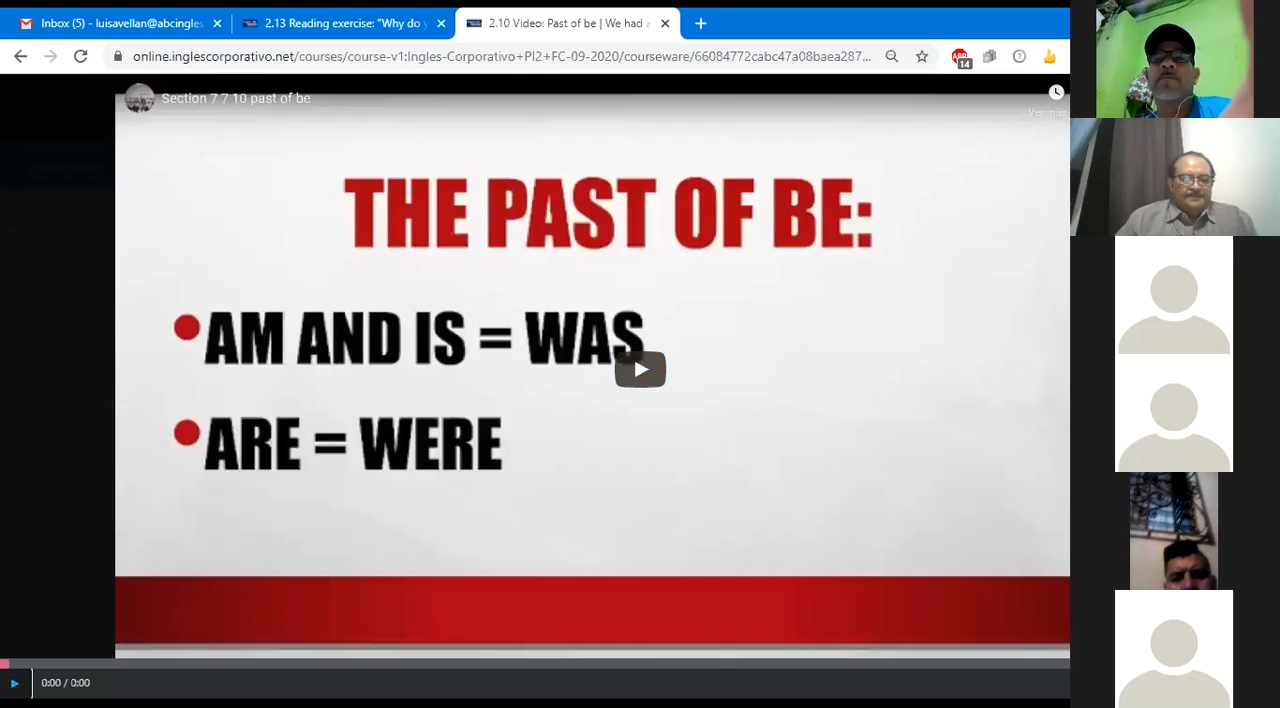 Inbox (5) - luisavellan@abcingles
2.13 Reading exercise: "Why do y
2.10 Video: Past of be | We had a
online.inglescorporativo.net/courses/course-v1:Ingles-Corporativo+PI2+FC-09-2020/courseware/
14
Section 7 7 10 past of be
THE PAST OF BE:
•AM AND IS = WAS
•ARE = WERE
0:00 / 0:00